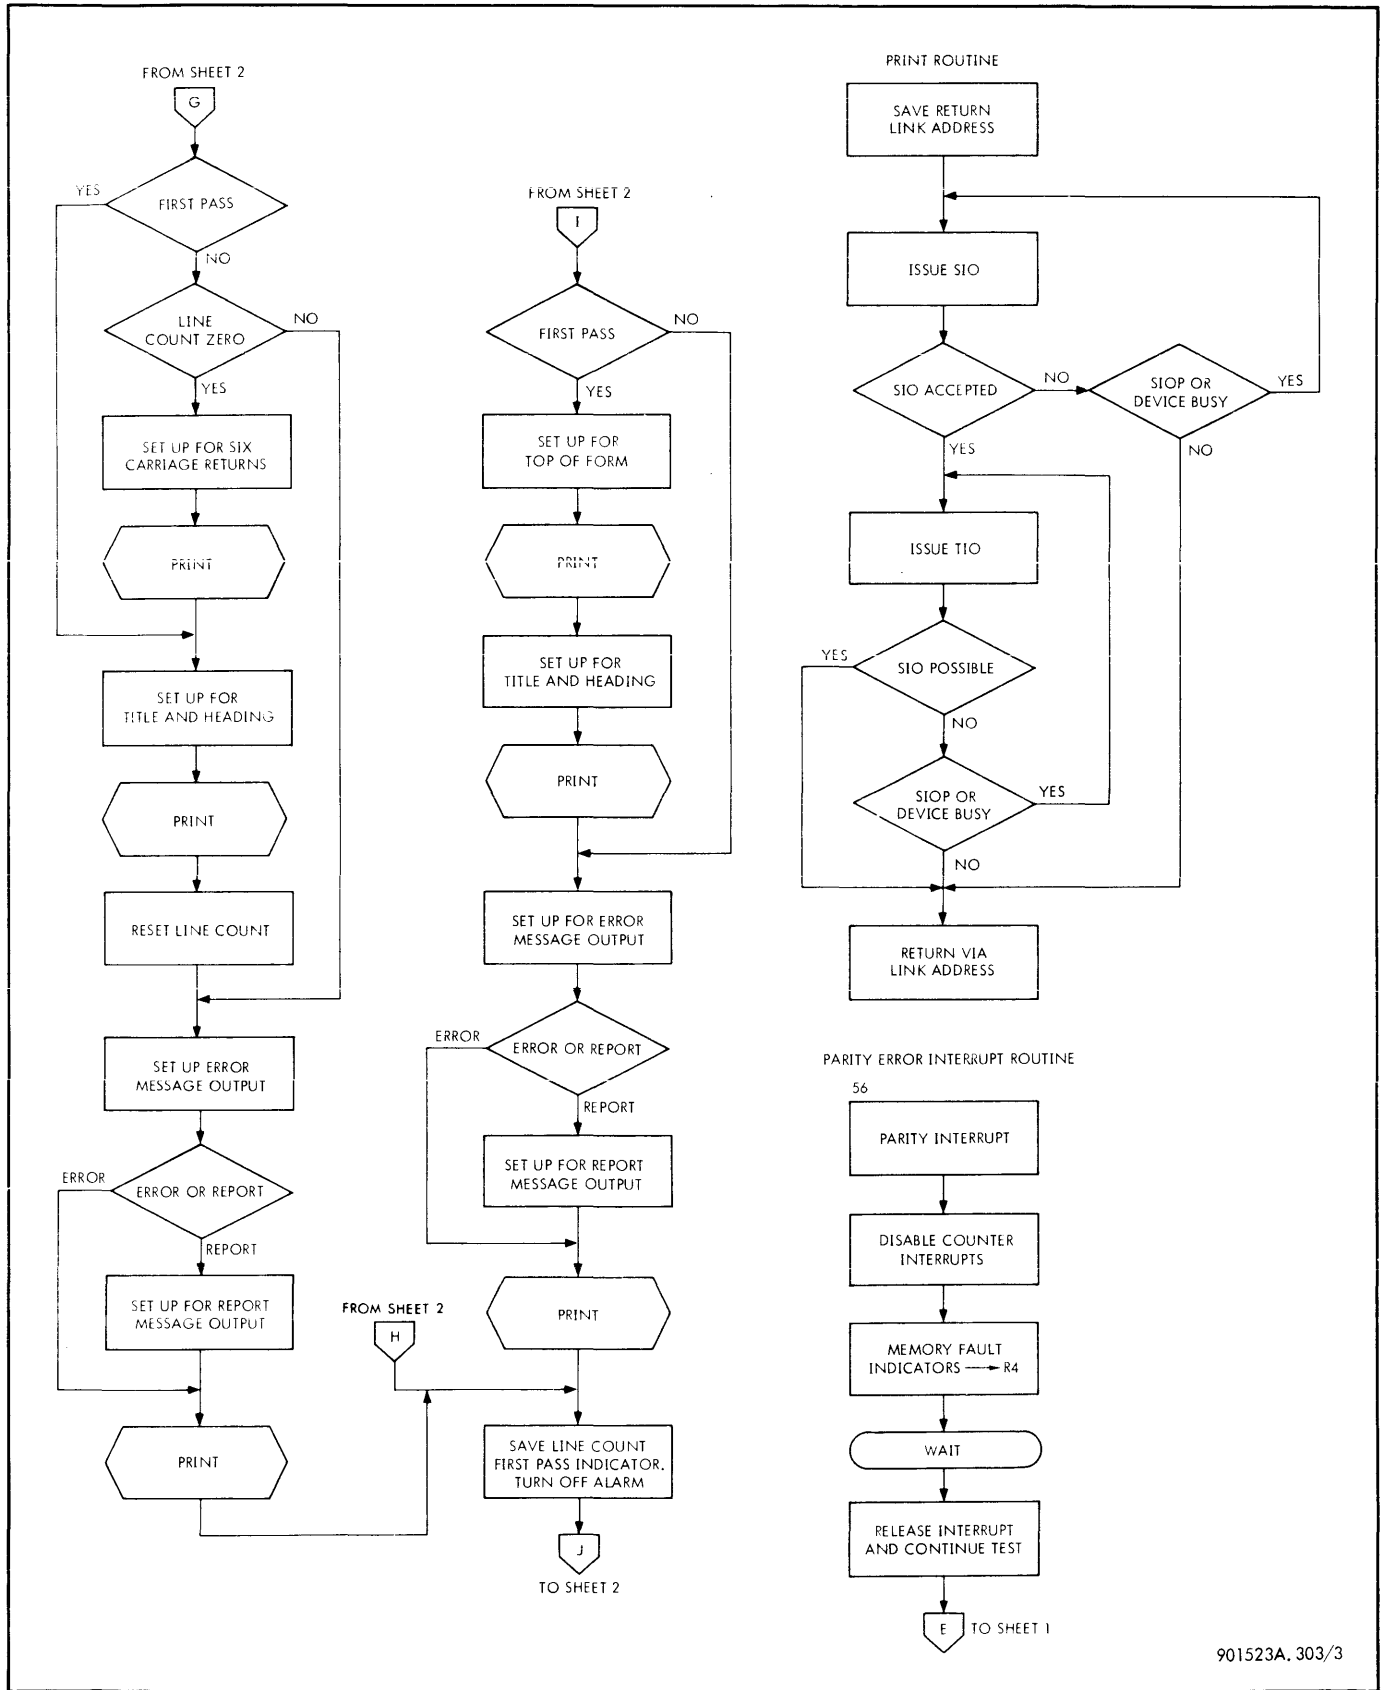 FROM SHEET 2
G
FIRST PASS
YES
NO
LINE
COUNT ZERO
NO
YES
SET UP FOR SIX
CARRIAGE RETURNS
PRINT
SET UP FOR
TITLE AND HEADING
PRINT
RESET LINE COUNT
SET UP ERROR
MESSAGE OUTPUT
ERROR
ERROR OR REPORT
REPORT
SET UP FOR REPORT
MESSAGE OUTPUT
PRINT
FROM SHEET 2
I
FIRST PASS
NO
YES
SET UP FOR
TOP OF FORM
PRINT
SET UP FOR
TITLE AND HEADING
PRINT
SET UP FOR ERROR
MESSAGE OUTPUT
ERROR
ERROR OR REPORT
REPORT
SET UP FOR REPORT
MESSAGE OUTPUT
PRINT
FROM SHEET 2
H
SAVE LINE COUNT
FIRST PASS INDICATOR.
TURN OFF ALARM
J
TO SHEET 2
PRINT ROUTINE
SAVE RETURN
LINK ADDRESS
ISSUE SIO
SIO ACCEPTED
NO
SIOP OR
DEVICE BUSY
YES
NO
YES
ISSUE TIO
YES
SIO POSSIBLE
NO
SIOP OR
DEVICE BUSY
YES
NO
RETURN VIA
LINK ADDRESS
PARITY ERROR INTERRUPT ROUTINE
56
PARITY INTERRUPT
DISABLE COUNTER
INTERRUPTS
MEMORY FAULT
INDICATORS → R4
WAIT
RELEASE INTERRUPT
AND CONTINUE TEST
E
TO SHEET 1
901523A. 303/3